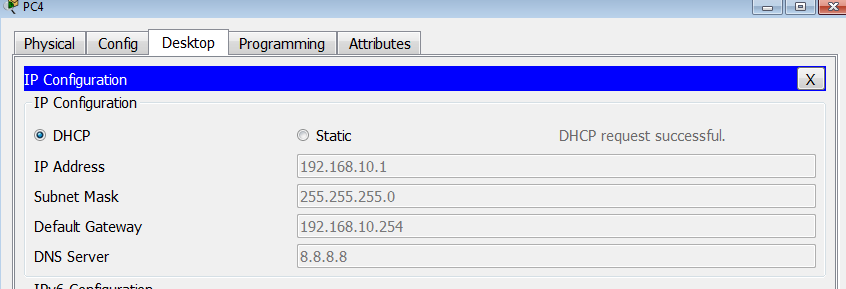 PC4
Physical Config Desktop Programming Attributes
IP Configuration X
IP Configuration
DHCP Static DHCP request successful.
IP Address 192.168.10.1
Subnet Mask 255.255.255.0
Default Gateway 192.168.10.254
DNS Server 8.8.8.8
IPv6 Configuration